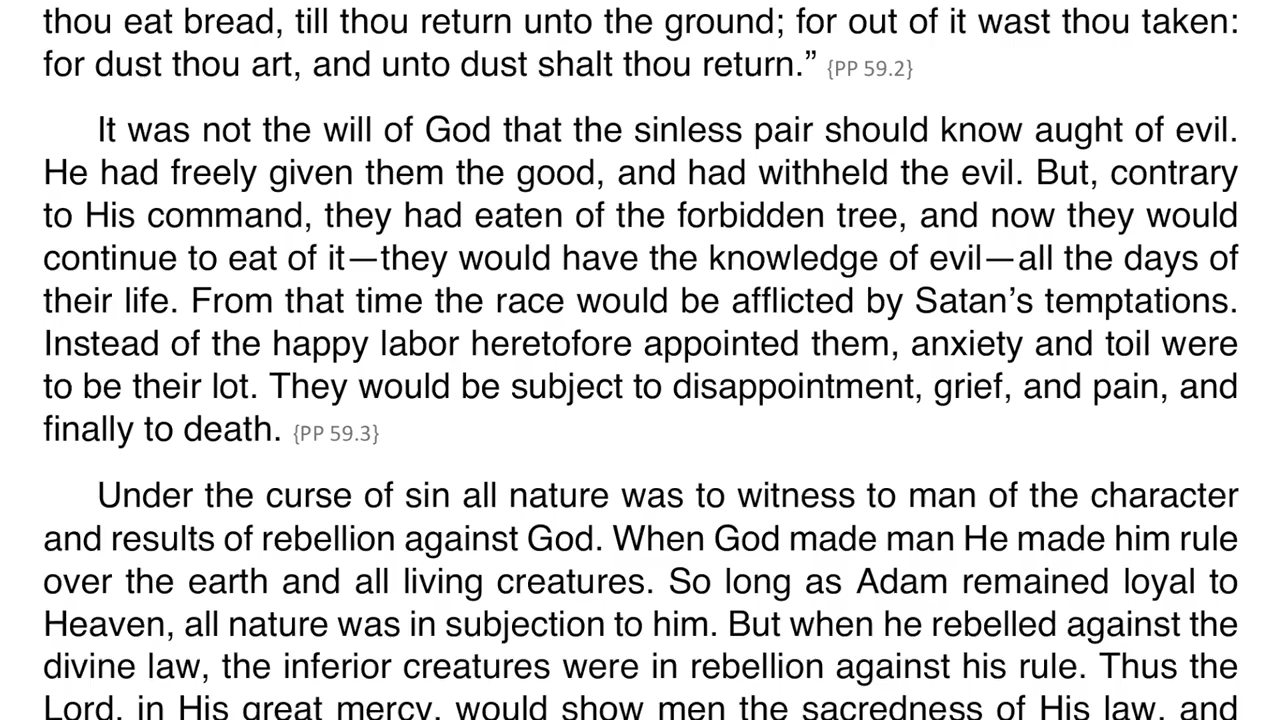 thou eat bread, till thou return unto the ground; for out of it wast thou taken:
for dust thou art, and unto dust shalt thou return.” {PP 59.2}
It was not the will of God that the sinless pair should know aught of evil.
He had freely given them the good, and had withheld the evil. But, contrary
to His command, they had eaten of the forbidden tree, and now they would
continue to eat of it—they would have the knowledge of evil—all the days of
their life. From that time the race would be afflicted by Satan’s temptations.
Instead of the happy labor heretofore appointed them, anxiety and toil were
to be their lot. They would be subject to disappointment, grief, and pain, and
finally to death. {PP 59.3}
Under the curse of sin all nature was to witness to man of the character
and results of rebellion against God. When God made man He made him rule
over the earth and all living creatures. So long as Adam remained loyal to
Heaven, all nature was in subjection to him. But when he rebelled against the
divine law, the inferior creatures were in rebellion against his rule. Thus the
Lord, in His great mercy, would show men the sacredness of His law, and